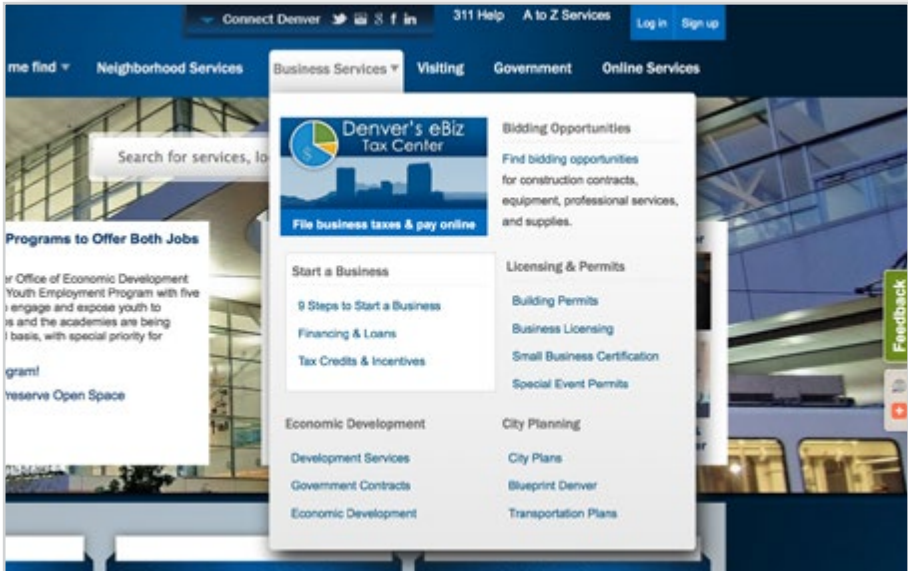 Connect Denver
311 Help
A to Z Services
Log in
Sign up
me find
Neighborhood Services
Business Services
Visiting
Government
Online Services
Search for services, lo
Denver's eBiz
Tax Center
File business taxes & pay online
Bidding Opportunities
Find bidding opportunities
for construction contracts,
equipment, professional services,
and supplies.
Start a Business
9 Steps to Start a Business
Financing & Loans
Tax Credits & Incentives
Licensing & Permits
Building Permits
Business Licensing
Small Business Certification
Special Event Permits
Economic Development
Development Services
Government Contracts
Economic Development
City Planning
City Plans
Blueprint Denver
Transportation Plans
Programs to Offer Both Jobs
er Office of Economic Development
Youth Employment Program with five
engage and expose youth to
s and the academies are being
l basis, with special priority for
gram!
Preserve Open Space
Feedback